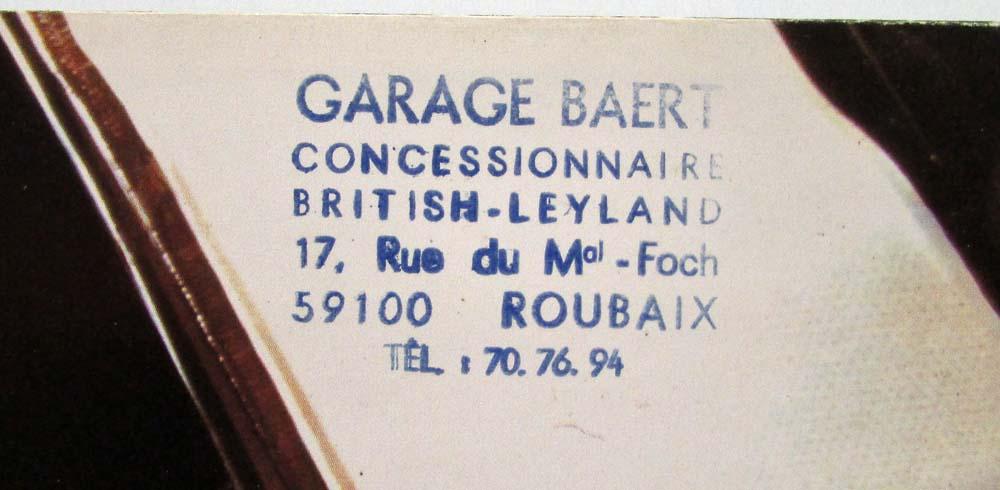 GARAGE BAERT
CONCESSIONNAIRE
BRITISH-LEYLAND
17, Rue du Mal - Foch
59100 ROUBAIX
TÉL. : 70. 76. 94